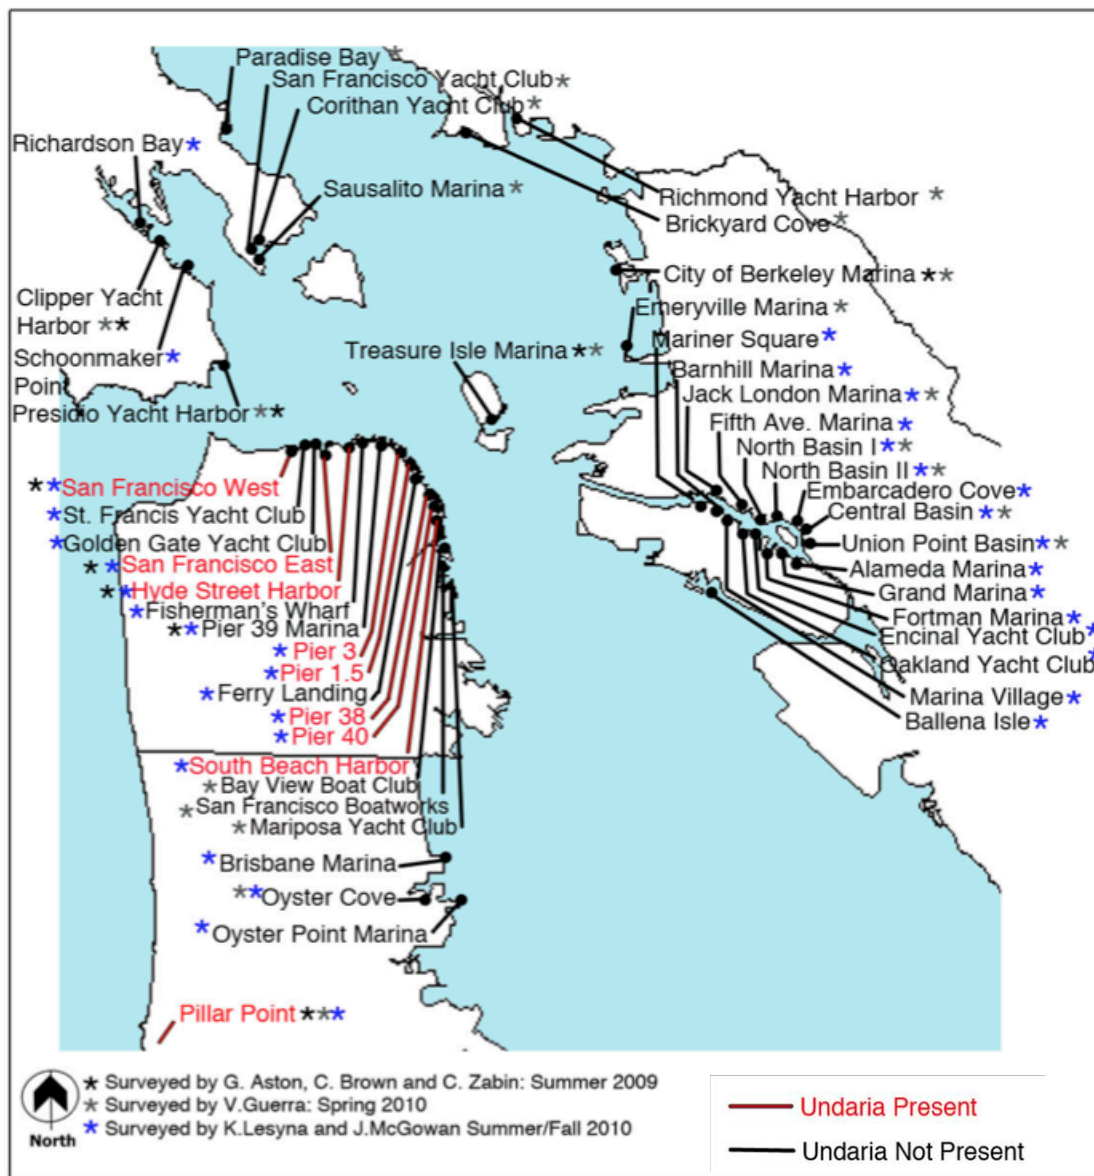 Paradise Bay *
San Francisco Yacht Club *
Corithan Yacht Club *
Richardson Bay *
Sausalito Marina *
Richmond Yacht Harbor *
Brickyard Cove *
City of Berkeley Marina * *
Clipper Yacht
Harbor * *
Emeryville Marina *
Mariner Square *
Schoonmaker *
Point
Treasure Isle Marina * *
Barnhill Marina *
Jack London Marina * *
Presidio Yacht Harbor * *
Fifth Ave. Marina *
North Basin I * *
North Basin II * *
* * San Francisco West
Embarcadero Cove *
* St. Francis Yacht Club
Central Basin * *
* Golden Gate Yacht Club
Union Point Basin * *
* * San Francisco East
Alameda Marina *
* * Hyde Street Harbor
Grand Marina *
* Fisherman's Wharf
Fortman Marina *
* * Pier 39 Marina
Encinal Yacht Club *
* Pier 3
Oakland Yacht Club *
* Pier 1.5
* Ferry Landing
Marina Village *
* Pier 38
Ballena Isle *
* Pier 40
* South Beach Harbor
* Bay View Boat Club
* San Francisco Boatworks
* Mariposa Yacht Club
* Brisbane Marina
* * Oyster Cove
* Oyster Point Marina
Pillar Point * * *
* Surveyed by G. Aston, C. Brown and C. Zabin: Summer 2009
* Surveyed by V.Guerra: Spring 2010
* Surveyed by K.Lesyna and J.McGowan Summer/Fall 2010
North
Undaria Present
Undaria Not Present